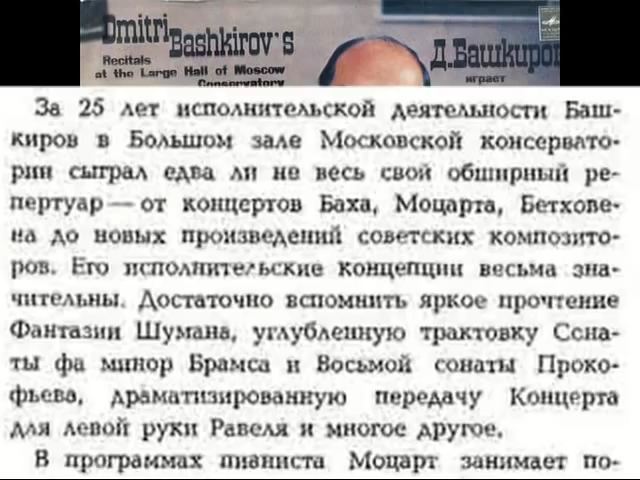 Dmitri
Bashkirov's
Д.Башкиров
Recitals
at the Large Hall of Moscow
Conservatory
играет
За 25 лет исполнительской деятельности Баш-
киров в Большом зале Московской консервато-
рии сыграл едва ли не весь свой обширный ре-
пертуар — от концертов Баха, Моцарта, Бетхове-
на до новых произведений советских композито-
ров. Его исполнительские концепции весьма зна-
чительны. Достаточно вспомнить яркое прочтение
Фантазии Шумана, углубленную трактовку Сона-
ты фа минор Брамса и Восьмой сонаты Проко-
фьева, драматизированную передачу Концерта
для левой руки Равеля и многое другое.
В программах пианиста Моцарт занимает по-